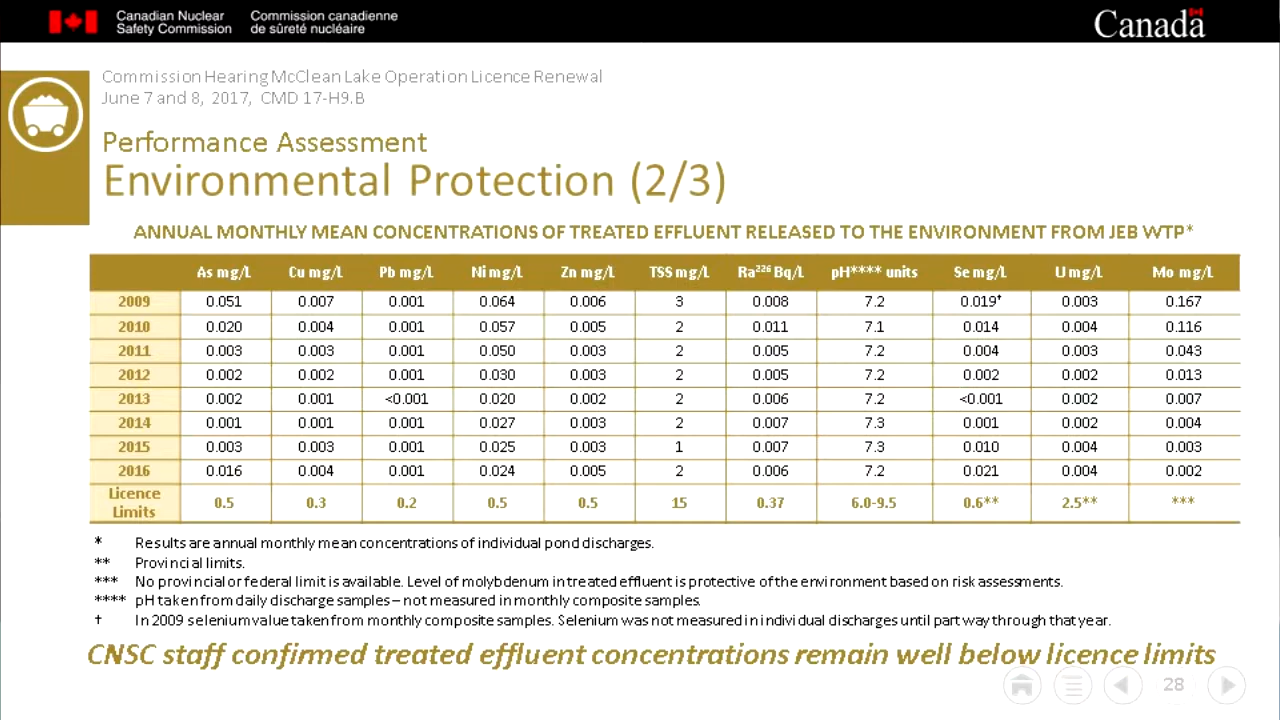 Canadian Nuclear Safety Commission
Commission canadienne de sûreté nucléaire
Canada
Commission Hearing McClean Lake Operation Licence Renewal
June 7 and 8, 2017, CMD 17-H9.B
Performance Assessment
Environmental Protection (2/3)
ANNUAL MONTHLY MEAN CONCENTRATIONS OF TREATED EFFLUENT RELEASED TO THE ENVIRONMENT FROM JEB WTP*
As mg/L Cu mg/L Pb mg/L Ni mg/L Zn mg/L TSS mg/L Ra²²⁶ Bq/L pH**** units Se mg/L U mg/L Mo mg/L
2009 0.051 0.007 0.001 0.064 0.006 3 0.008 7.2 0.019† 0.003 0.167
2010 0.020 0.004 0.001 0.057 0.005 2 0.011 7.1 0.014 0.004 0.116
2011 0.003 0.003 0.001 0.050 0.003 2 0.005 7.2 0.004 0.003 0.043
2012 0.002 0.002 0.001 0.030 0.003 2 0.005 7.2 0.002 0.002 0.013
2013 0.002 0.001 <0.001 0.020 0.002 2 0.006 7.2 <0.001 0.002 0.007
2014 0.001 0.001 0.001 0.027 0.003 2 0.007 7.3 0.001 0.002 0.004
2015 0.003 0.003 0.001 0.025 0.003 1 0.007 7.3 0.010 0.004 0.003
2016 0.016 0.004 0.001 0.024 0.005 2 0.006 7.2 0.021 0.004 0.002
Licence Limits 0.5 0.3 0.2 0.5 0.5 15 0.37 6.0-9.5 0.6** 2.5** ***
* Results are annual monthly mean concentrations of individual pond discharges.
** Provincial limits.
*** No provincial or federal limit is available. Level of molybdenum in treated effluent is protective of the environment based on risk assessments.
**** pH taken from daily discharge samples – not measured in monthly composite samples.
† In 2009 selenium value taken from monthly composite samples. Selenium was not measured in individual discharges until part way through that year.
CNSC staff confirmed treated effluent concentrations remain well below licence limits
28